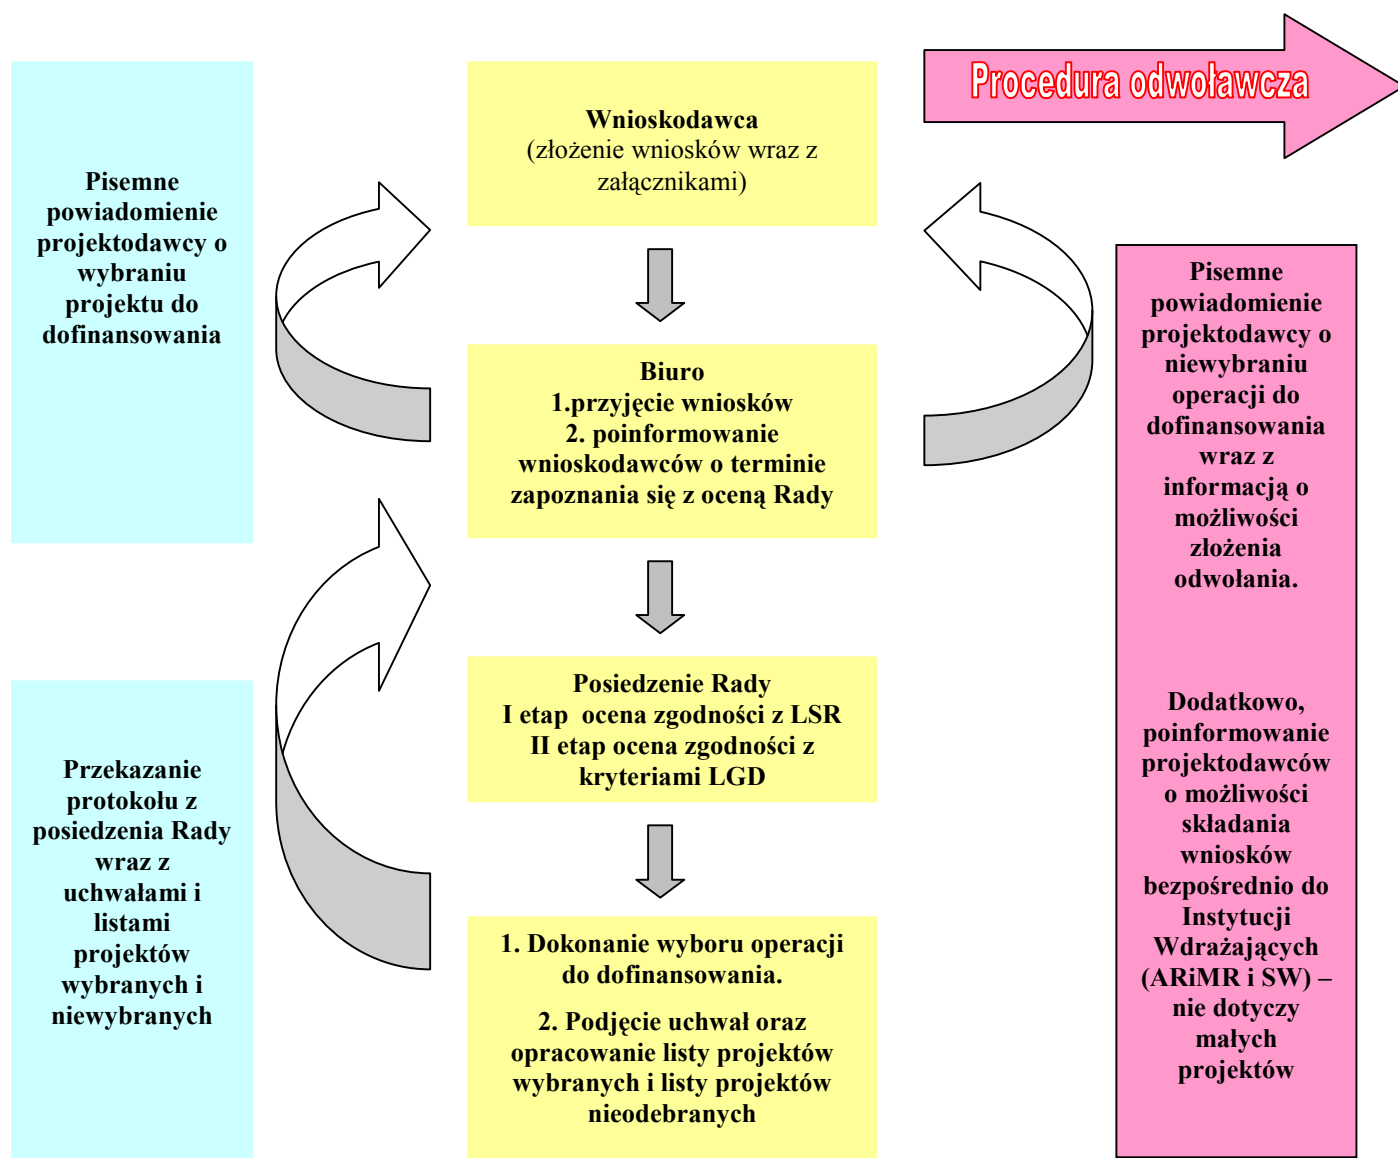 Procedura odwoławcza
Wnioskodawca
(złożenie wniosków wraz z
załącznikami)
Pisemne
powiadomienie
projektodawcy o
wybraniu
projektu do
dofinansowania
Biuro
1.przyjęcie wniosków
2. poinformowanie
wnioskodawców o terminie
zapoznania się z oceną Rady
Pisemne
powiadomienie
projektodawcy o
niewybraniu
operacji do
dofinansowania
wraz z
informacją o
możliwości
złożenia
odwołania.
Posiedzenie Rady
I etap  ocena zgodności z LSR
II etap ocena zgodności z
kryteriami LGD
Przekazanie
protokołu z
posiedzenia Rady
wraz z
uchwałami i
listami
projektów
wybranych i
niewybranych
1. Dokonanie wyboru operacji
do dofinansowania.
2. Podjęcie uchwał oraz
opracowanie listy projektów
wybranych i listy projektów
nieodebranych
Dodatkowo,
poinformowanie
projektodawców
o możliwości
składania
wniosków
bezpośrednio do
Instytucji
Wdrażających
(ARiMR i SW) –
nie dotyczy
małych
projektów